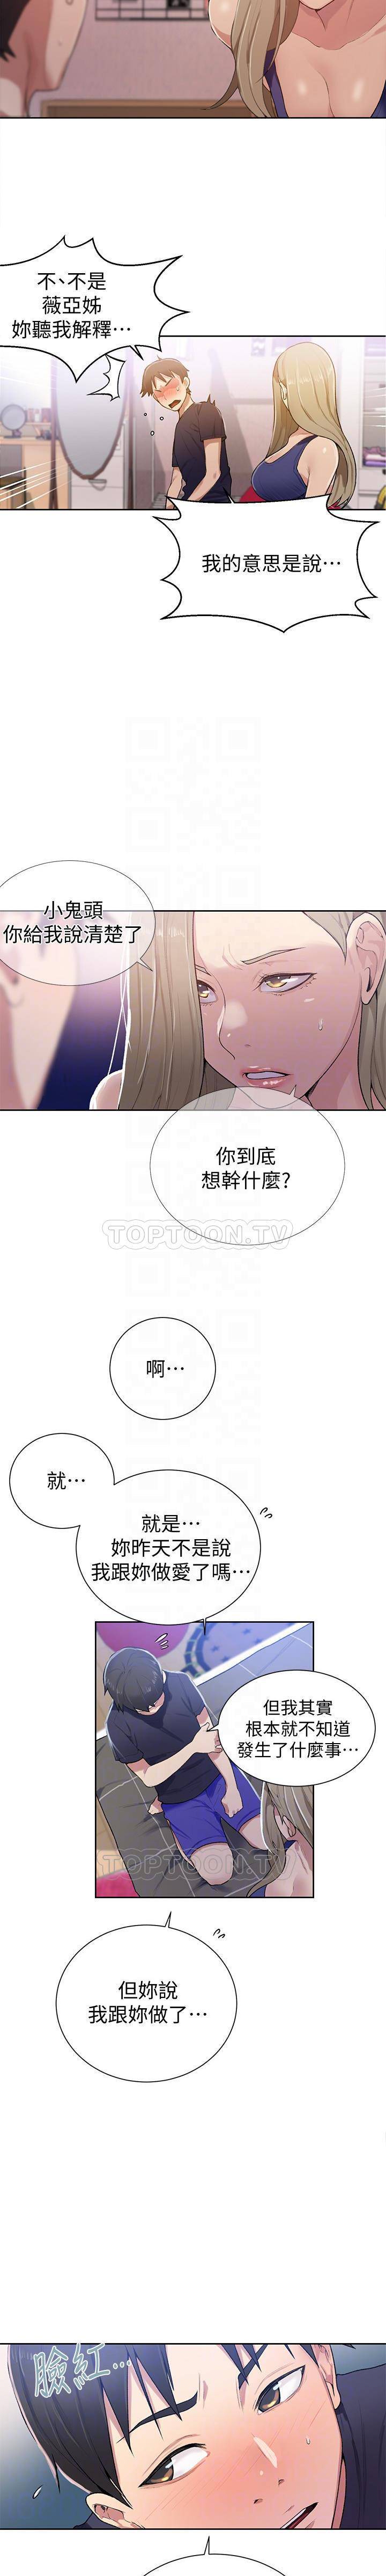 不、不是
薇亞姊
妳聽我解釋…
我的意思是說…
小鬼頭
你給我說清楚了
你到底
想幹什麼?
TOPTOON.TV
啊…
就…
就是…
妳昨天不是說
我跟妳做愛了嗎…
但我其實
根本就不知道
發生了什麼事…
TOPTOON.TV
但妳說
我跟妳做了…
臉紅…